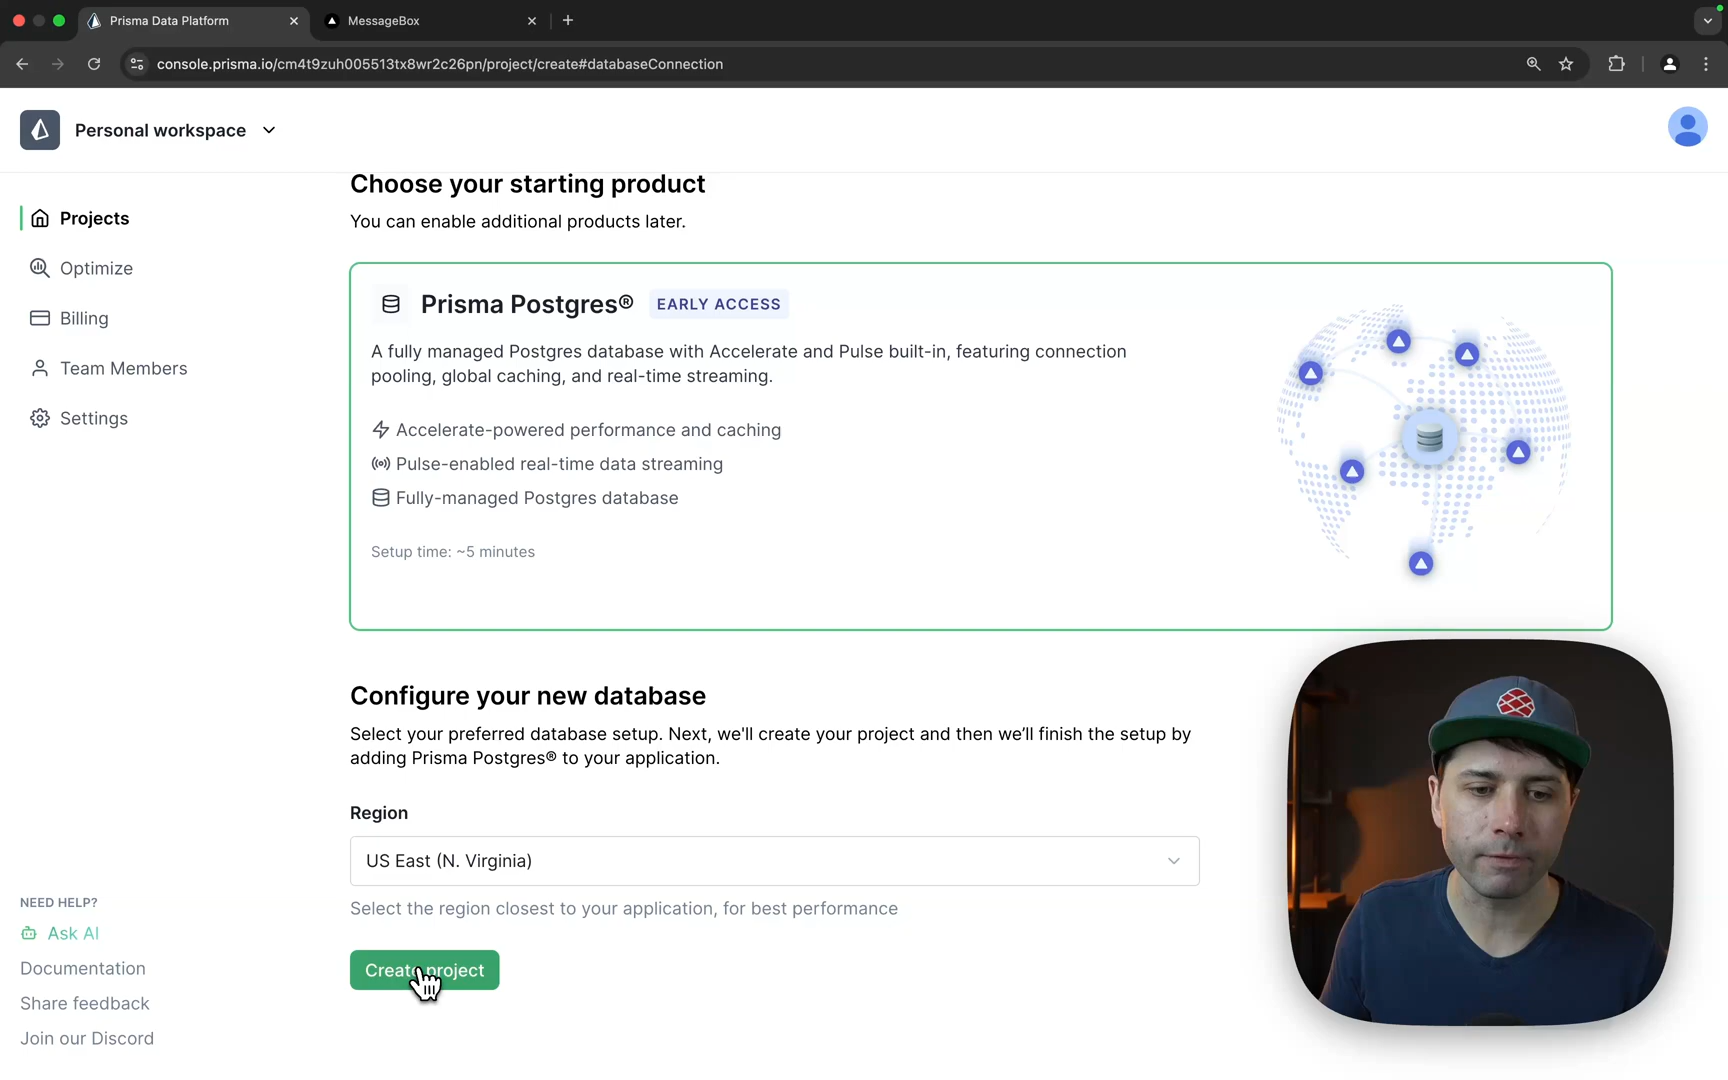 Prisma Data Platform
MessageBox
console.prisma.io/cm4t9zuh005513tx8wr2c26pn/project/create#databaseConnection
Personal workspace
Projects
Optimize
Billing
Team Members
Settings
NEED HELP?
Ask AI
Documentation
Share feedback
Join our Discord
Choose your starting product
You can enable additional products later.
Prisma Postgres® EARLY ACCESS
A fully managed Postgres database with Accelerate and Pulse built-in, featuring connection
pooling, global caching, and real-time streaming.
Accelerate-powered performance and caching
Pulse-enabled real-time data streaming
Fully-managed Postgres database
Setup time: ~5 minutes
Configure your new database
Select your preferred database setup. Next, we'll create your project and then we’ll finish the setup by
adding Prisma Postgres® to your application.
Region
US East (N. Virginia)
Select the region closest to your application, for best performance
Create project